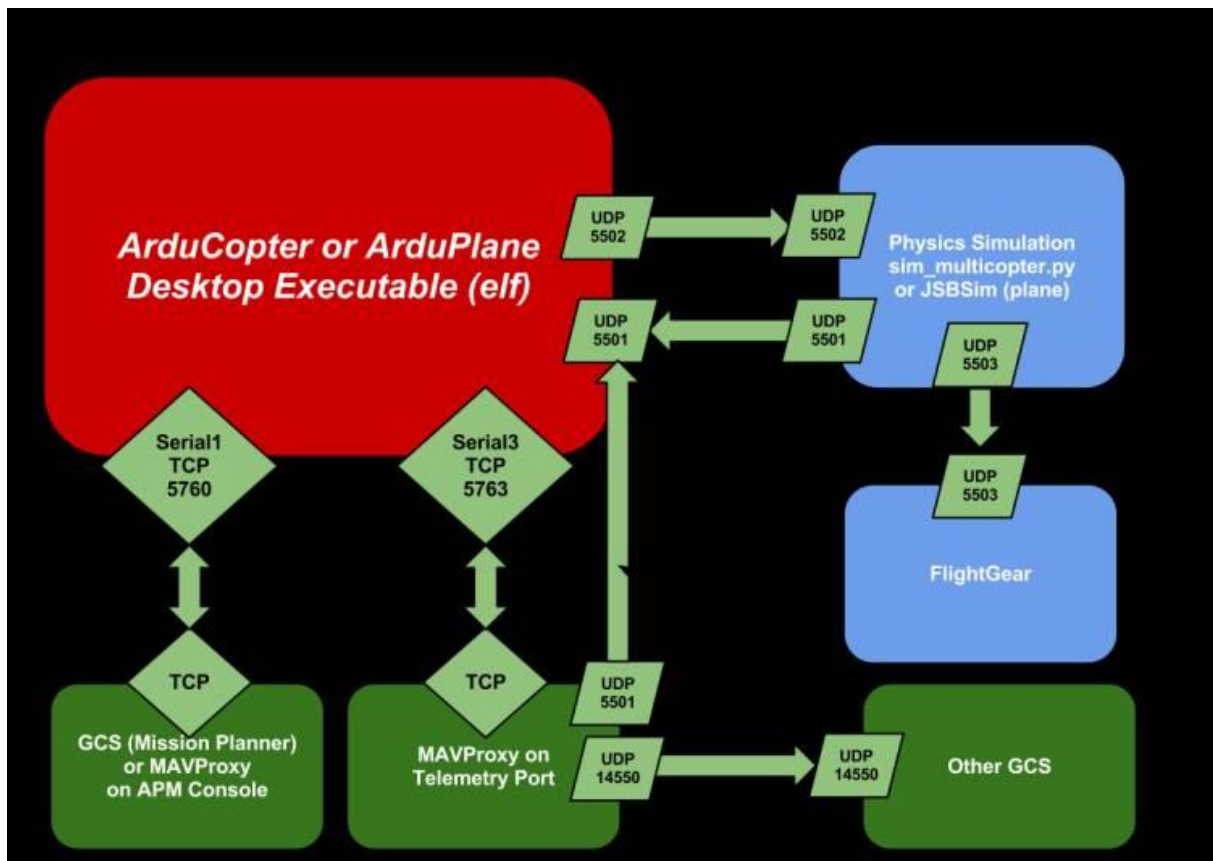 ArduCopter or ArduPlane
Desktop Executable (elf)
UDP
5502
UDP
5502
Physics Simulation
sim_multicopter.py
or JSBSim (plane)
UDP
5501
UDP
5501
UDP
5503
Serial1
TCP
5760
Serial3
TCP
5763
UDP
5503
FlightGear
TCP
TCP
UDP
5501
GCS (Mission Planner)
or MAVProxy
on APM Console
MAVProxy on
Telemetry Port
UDP
14550
UDP
14550
Other GCS